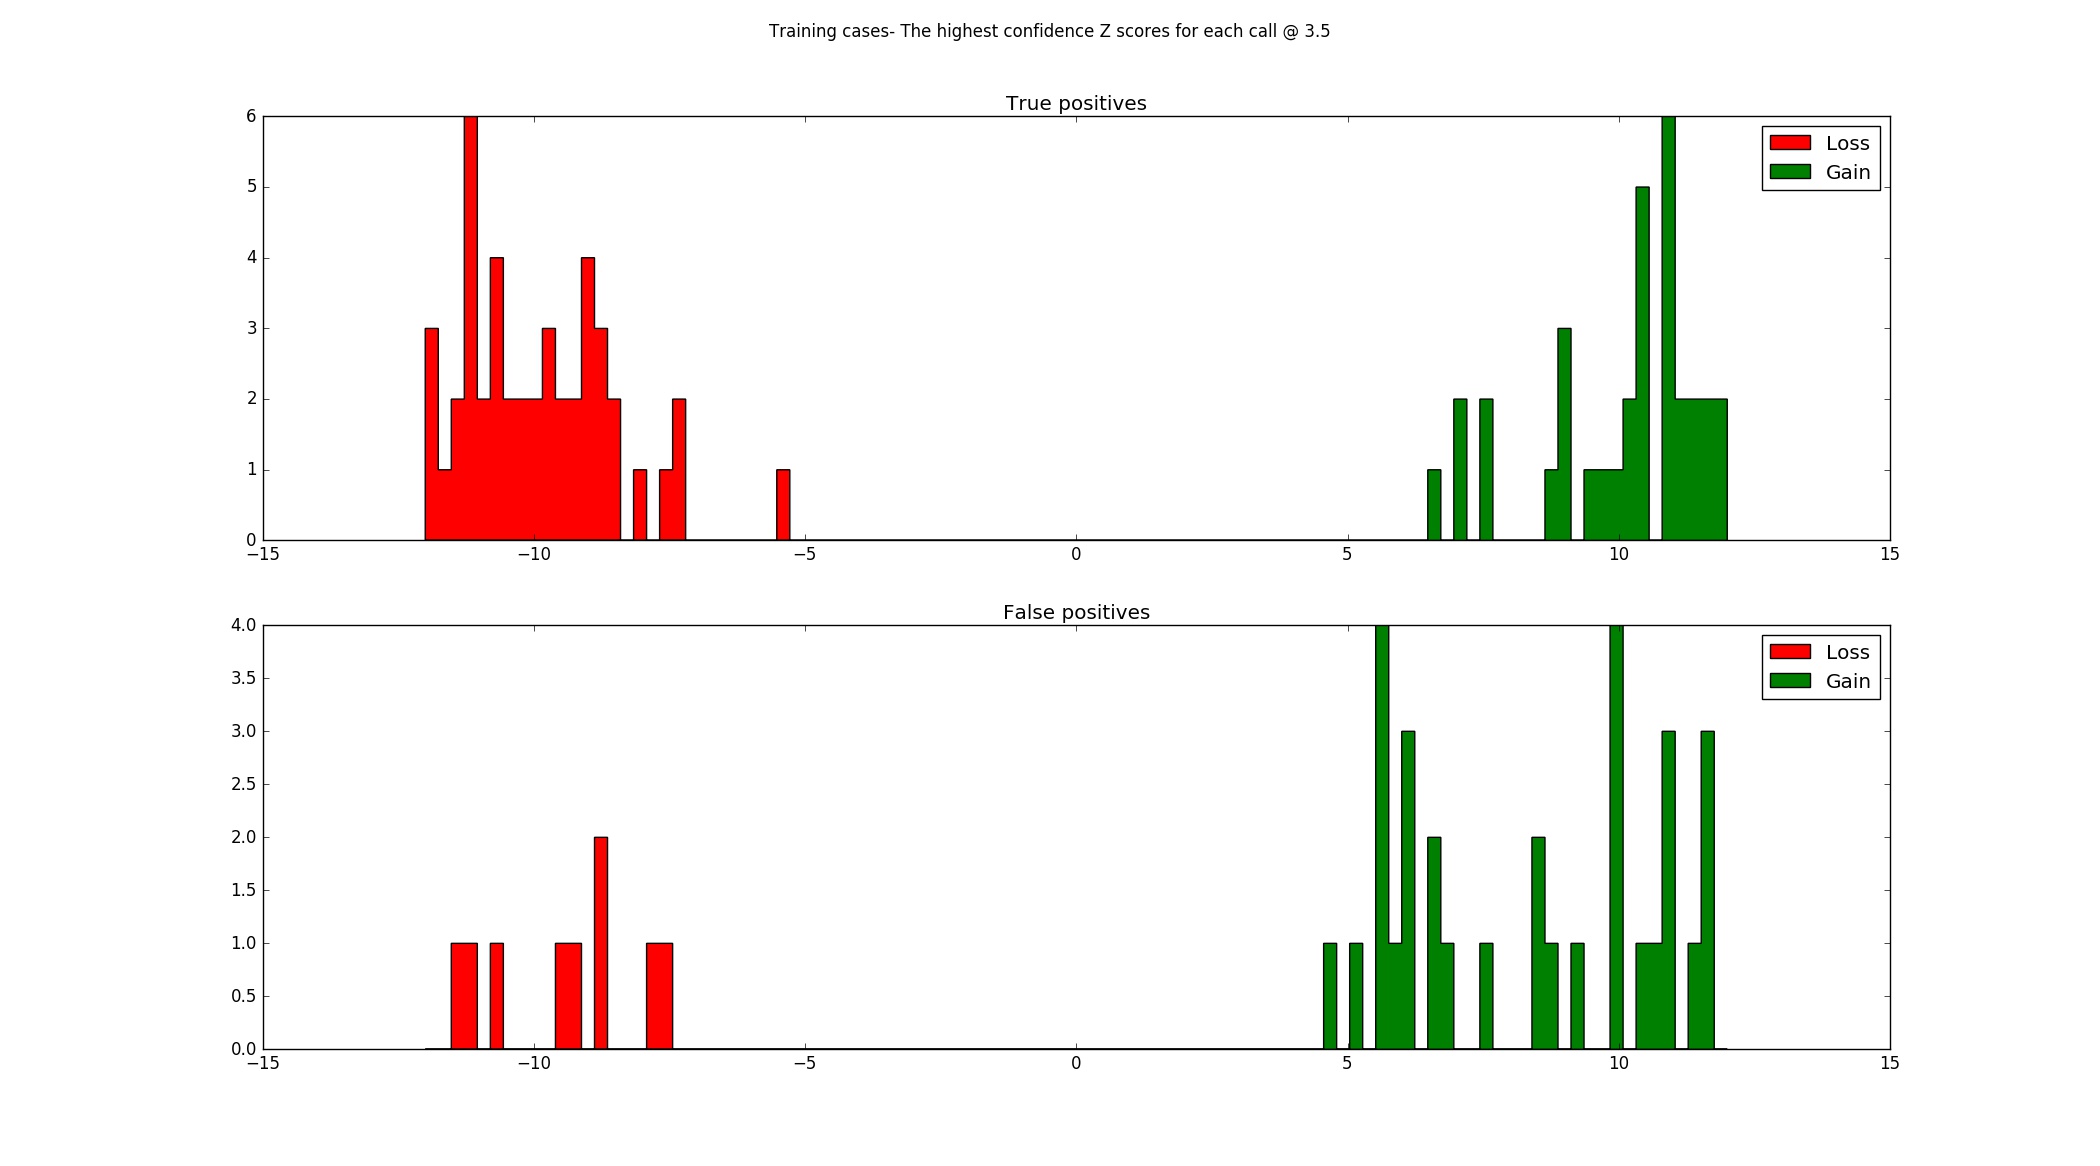 Training cases- The highest confidence Z scores for each call @ 3.5
True positives
6
5
4
3
2
1
0
Loss
Gain
−15 −10 −5 0 5 10 15
False positives
4.0
3.5
3.0
2.5
2.0
1.5
1.0
0.5
0.0
Loss
Gain
−15 −10 −5 0 5 10 15